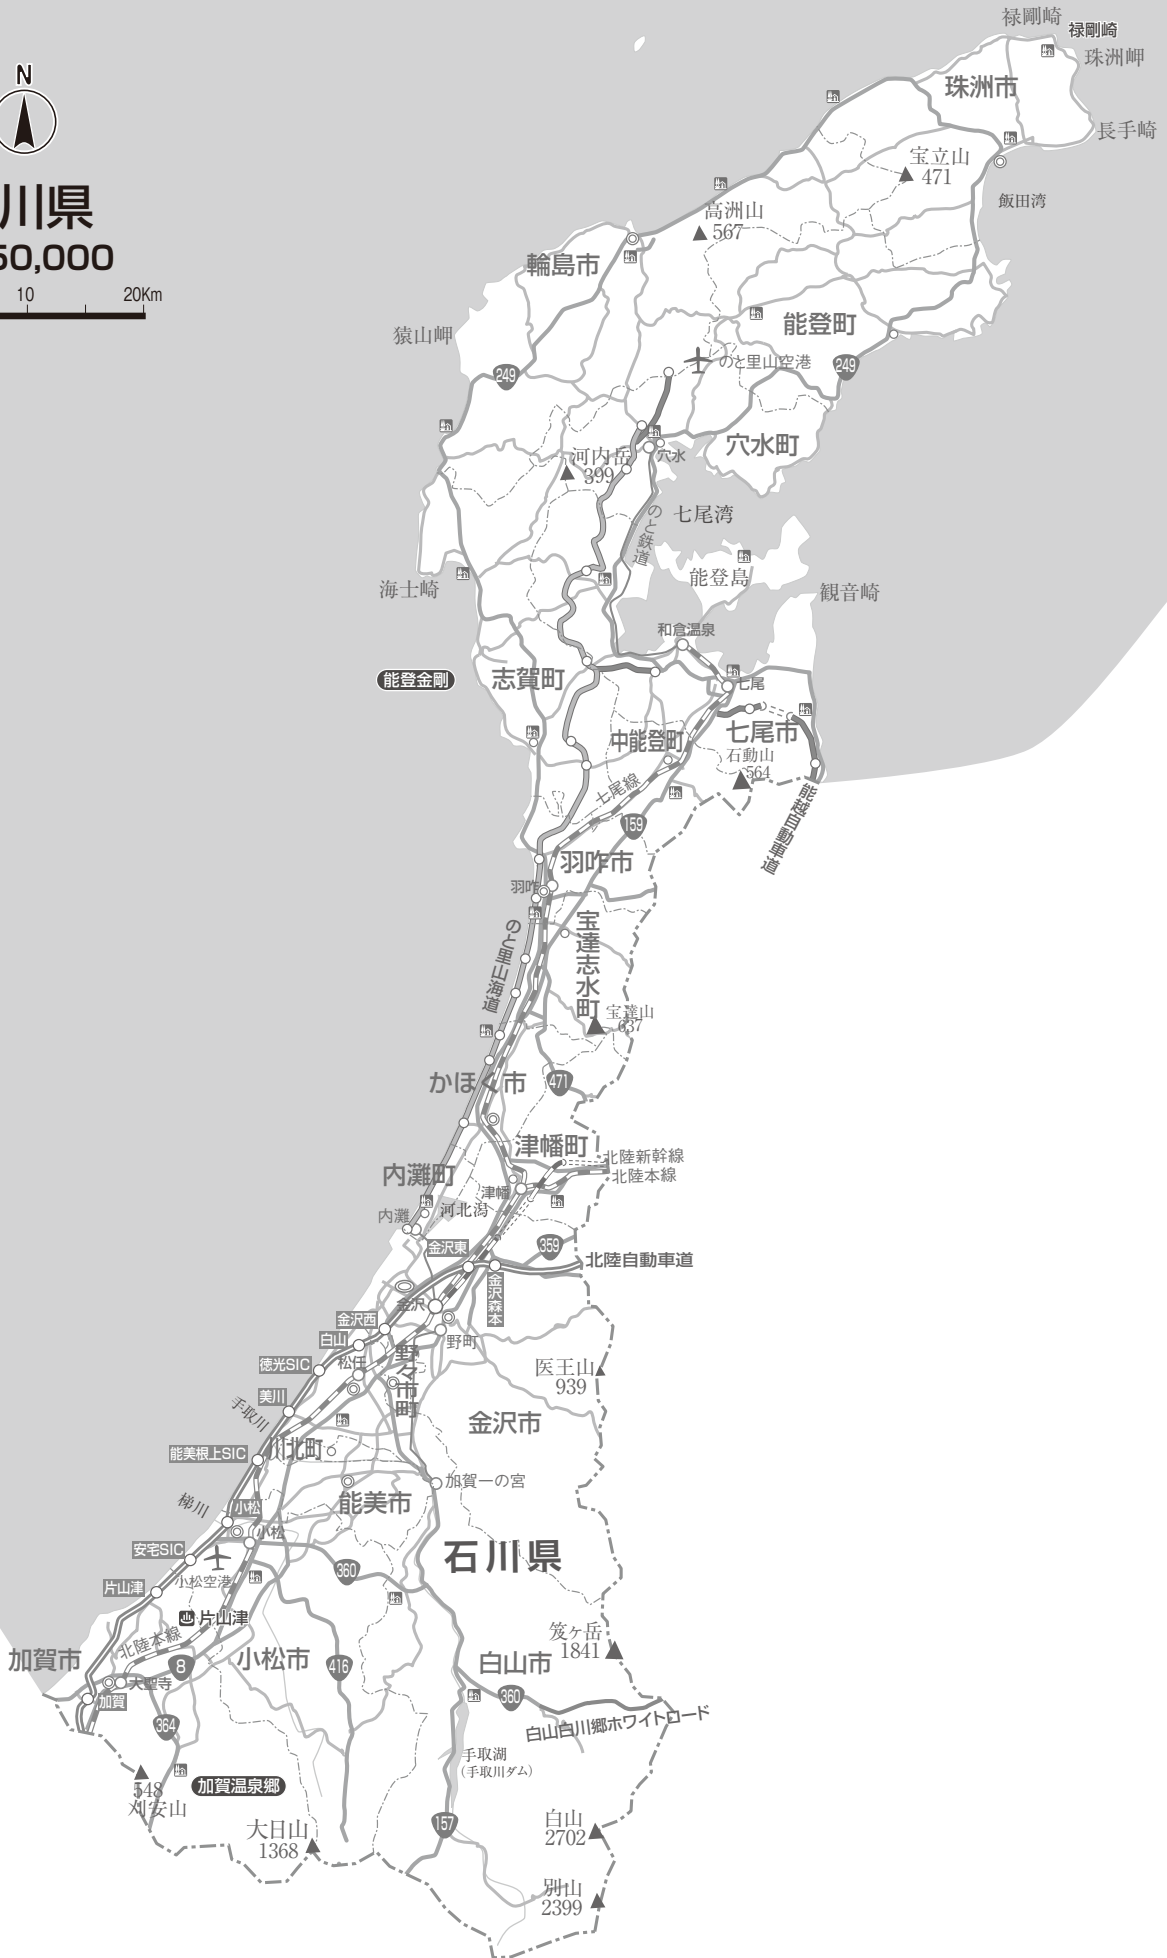 禄剛崎
禄剛崎
珠洲岬
珠洲市
長手崎
N
宝立山
471
飯田湾
川県
50,000
10
20Km
高洲山
567
輪島市
猿山岬
能登町
249
のと里山空港
249
穴水町
穴水
河内岳
399
のと鉄道
七尾湾
能登島
海士崎
観音崎
和倉温泉
能登金剛
志賀町
七尾
七尾市
中能登町
石動山
564
七尾線
能越自動車道
159
羽咋市
羽咋
宝達志水町
のと里山海道
宝達山
637
かほく市
471
津幡町
北陸新幹線
北陸本線
内灘町
津幡
河北潟
内灘
金沢東
359
北陸自動車道
金沢森本
金沢
金沢西
白山
野町
野々市町
松任
徳光SIC
医王山
939
美川
手取川
金沢市
川北町
能美根上SIC
加賀一の宮
能美市
梯川
小松
小松
石川県
安宅SIC
360
小松空港
片山津
片山津
笈ヶ岳
1841
北陸本線
加賀市
8
小松市
416
白山市
大聖寺
加賀
360
364
白山白川郷ホワイトロード
手取湖
(手取川ダム)
548
刈安山
加賀温泉郷
大日山
1368
157
白山
2702
別山
2399